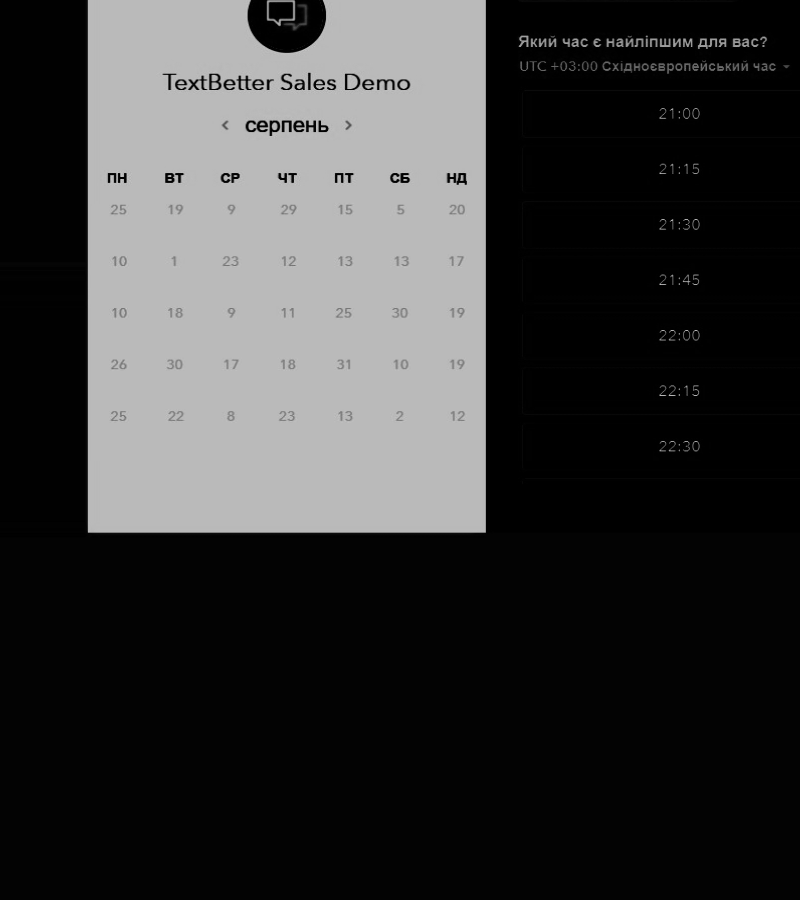 TextBetter Sales Demo
серпень
ПН ВТ СР ЧТ ПТ СБ НД
25 19 9 29 15 5 20
10 1 23 12 13 13 17
10 18 9 11 25 30 19
26 30 17 18 31 10 19
25 22 8 23 13 2 12
Який час є найліпшим для вас?
UTC +03:00 Східноєвропейський час
21:00
21:15
21:30
21:45
22:00
22:15
22:30